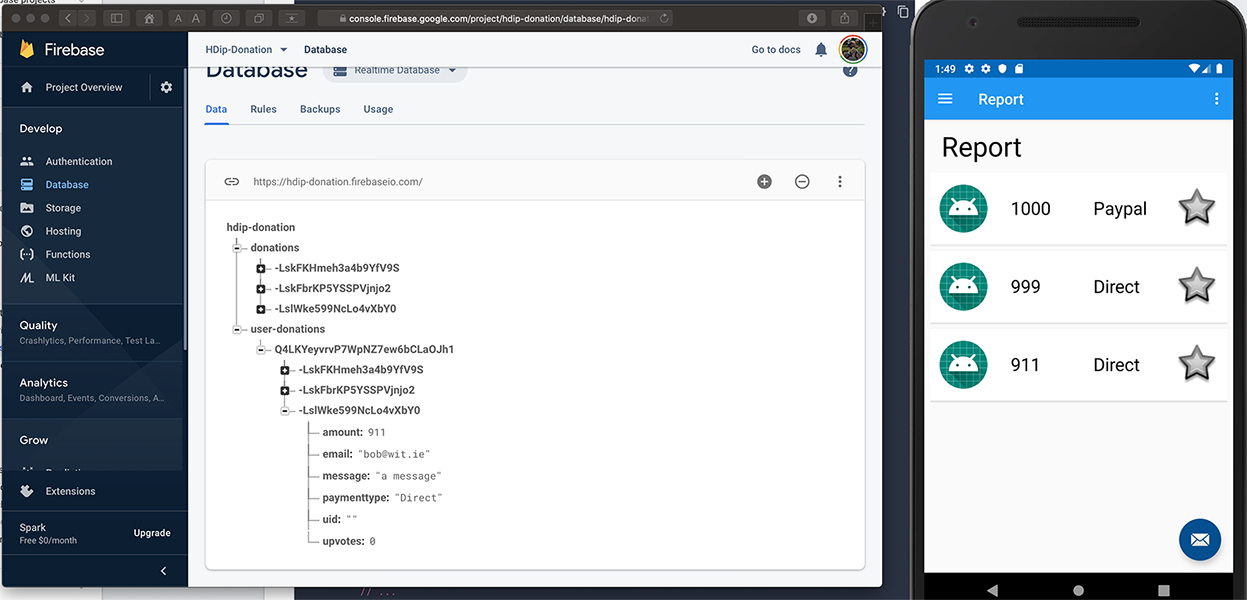 console.firebase.google.com/project/hdip-donation/database/hdip-dona
Firebase
Project Overview
Develop
Authentication
Database
Storage
Hosting
Functions
ML Kit
Quality
Crashlytics, Performance, Test La...
Analytics
Dashboard, Events, Conversions, A...
Grow
Extensions
Spark
Free $0/month
Upgrade
HDip-Donation
Database
Go to docs
Database
Realtime Database
Data
Rules
Backups
Usage
https://hdip-donation.firebaseio.com/
hdip-donation
donations
-LskFKHmeh3a4b9YfV9S
-LskFbrKP5YSSPVjnjo2
-LslWke599NcLo4vXbY0
user-donations
Q4LKYeyvrvP7WpNZ7ew6bCLaOJh1
-LskFKHmeh3a4b9YfV9S
-LskFbrKP5YSSPVjnjo2
-LslWke599NcLo4vXbY0
amount: 911
email: "bob@wit.ie"
message: "a message"
paymenttype: "Direct"
uid: ""
upvotes: 0
// ...
1:49
Report
Report
1000 Paypal
999 Direct
911 Direct